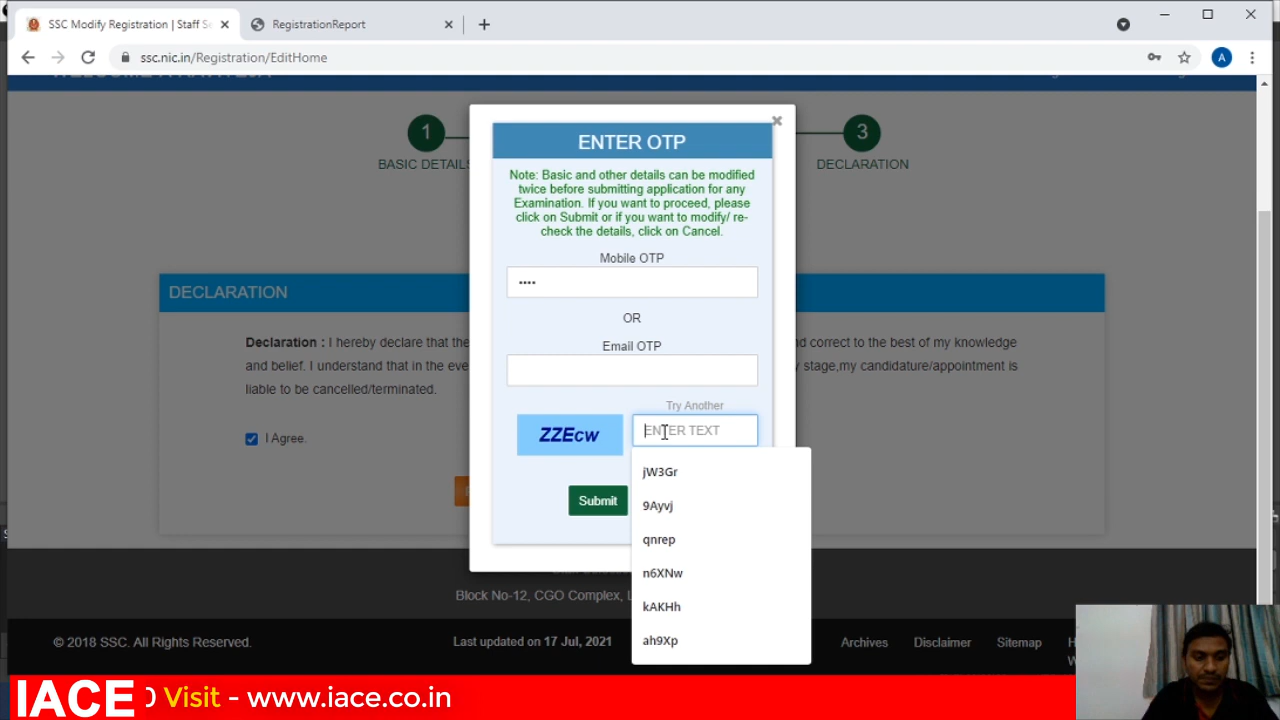 SSC Modify Registration | Staff Se
RegistrationReport
ssc.nic.in/Registration/EditHome
A
1
BASIC DETAILS
3
DECLARATION
ENTER OTP
Note: Basic and other details can be modified
twice before submitting application for any
Examination. If you want to proceed, please
click on Submit or if you want to modify/ re-
check the details, click on Cancel.
Mobile OTP
••••
OR
Email OTP
Try Another
ZZEcw
ENTER TEXT
jW3Gr
9Ayvj
qnrep
n6XNw
kAKHh
ah9Xp
Submit
DECLARATION
Declaration : I hereby declare that the
d correct to the best of my knowledge
and belief. I understand that in the eve
y stage,my candidature/appointment is
liable to be cancelled/terminated.
I Agree.
Block No-12, CGO Complex, L
© 2018 SSC. All Rights Reserved.
Last updated on 17 Jul, 2021
Archives
Disclaimer
Sitemap
H
W
IACE
Visit - www.iace.co.in